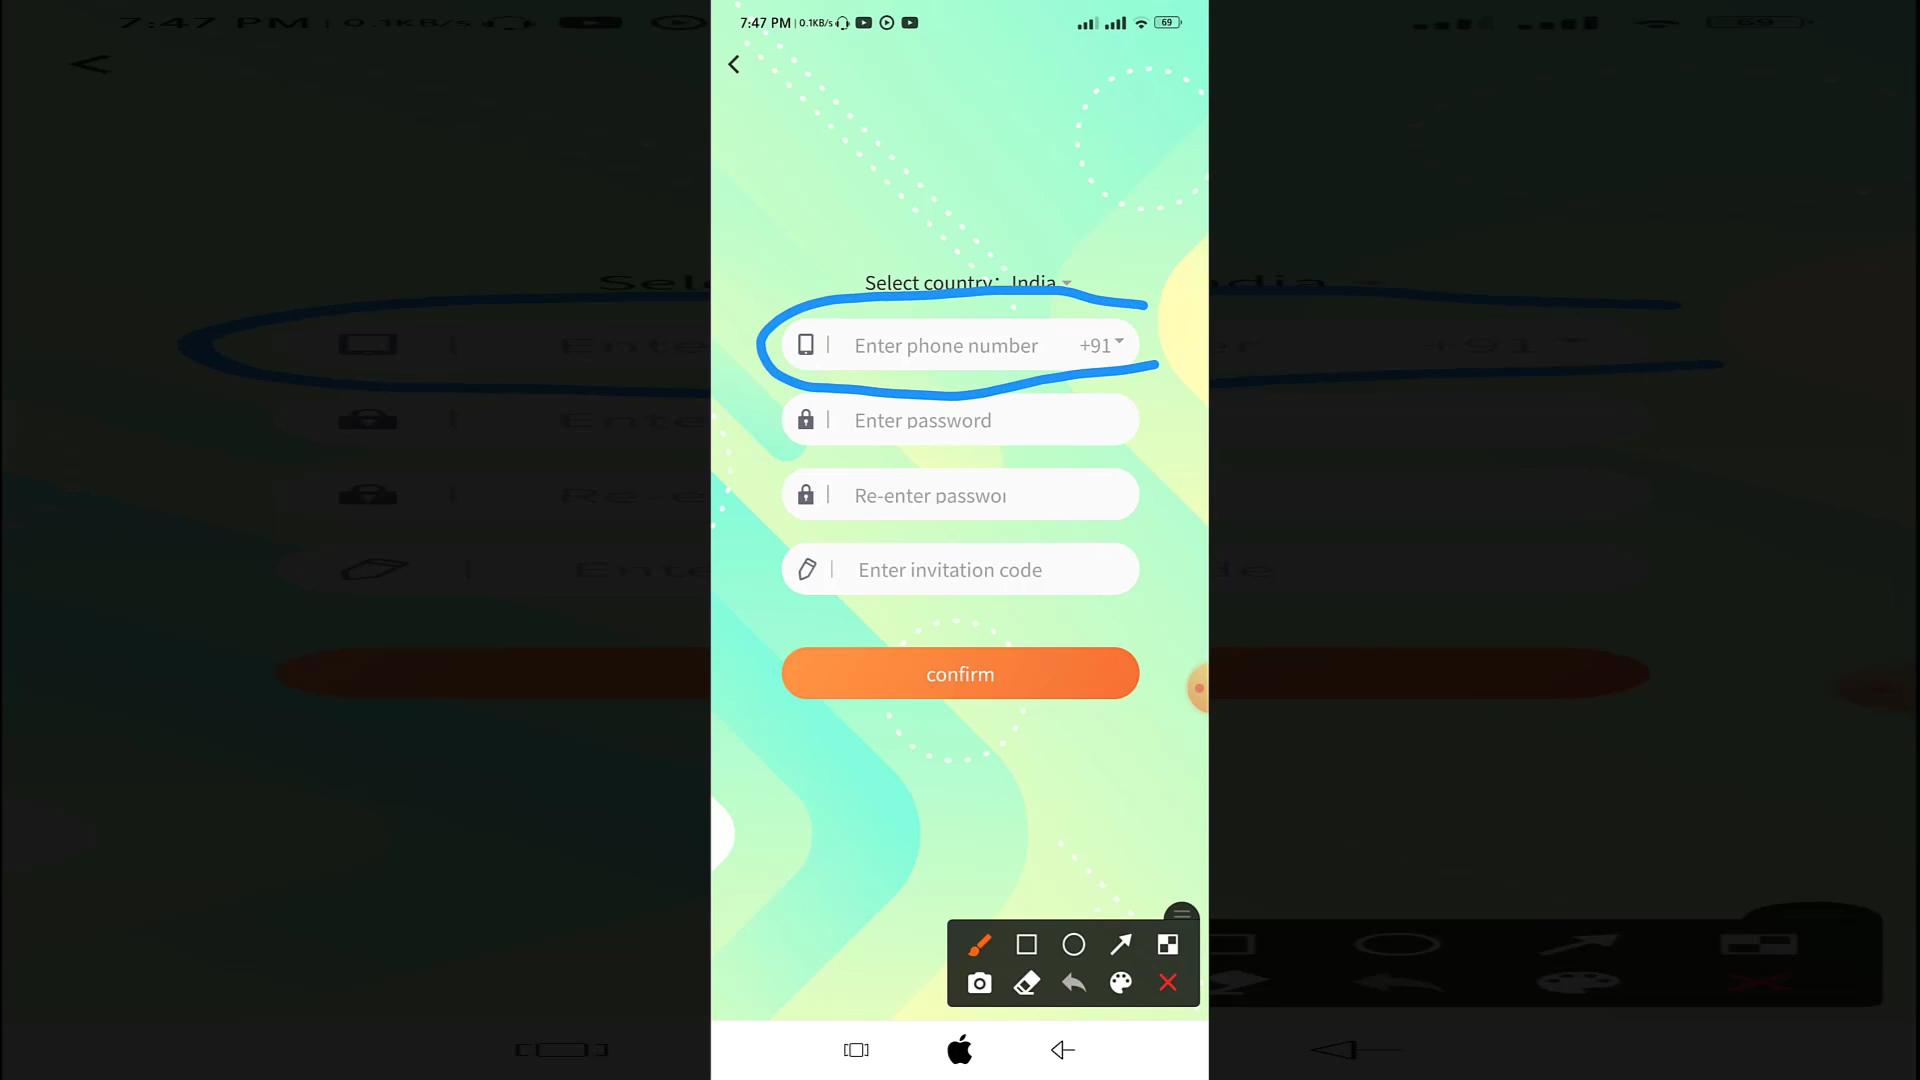 7:47 PM | 0.1KB/s
69
Select country: India
Enter phone number +91
Enter password
Re-enter passwoı
Enter invitation code
confirm